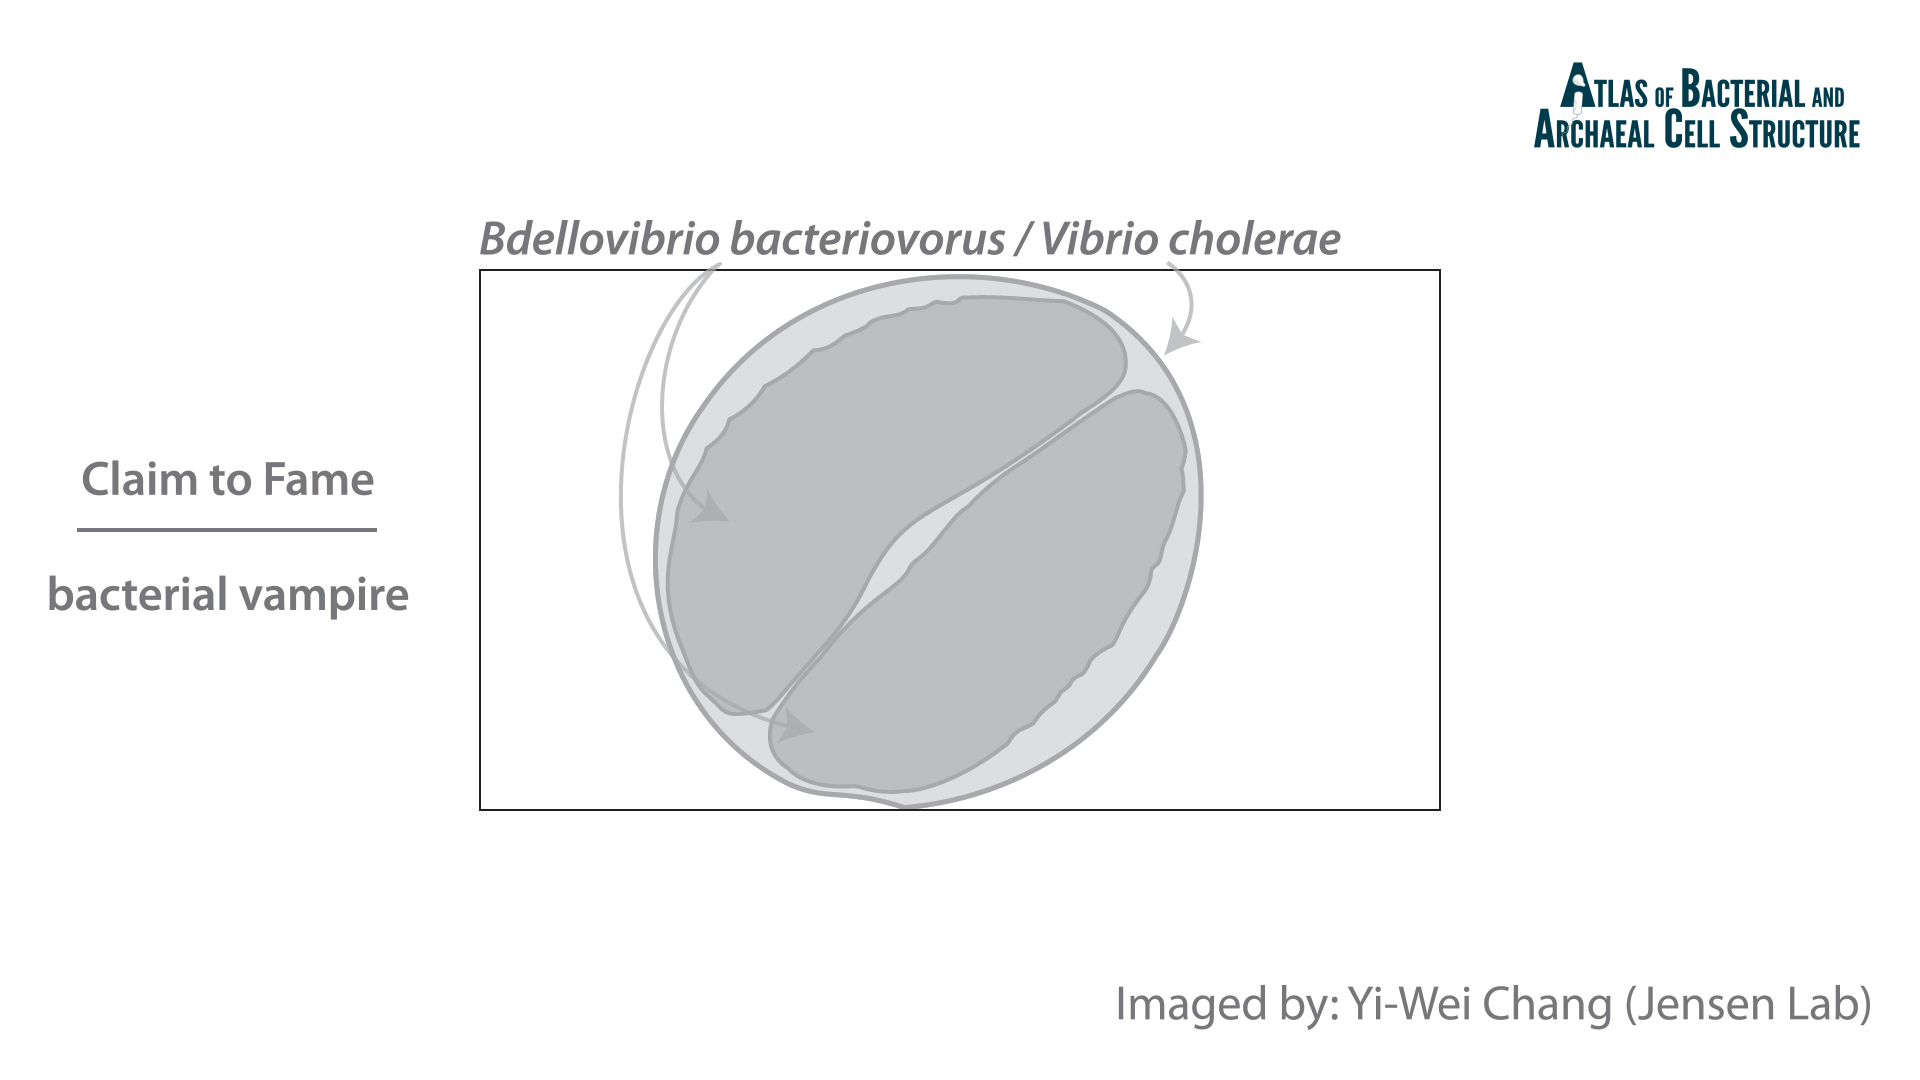 Atlas of Bacterial and
Archaeal Cell Structure
Bdellovibrio bacteriovorus / Vibrio cholerae
Claim to Fame
bacterial vampire
Imaged by: Yi-Wei Chang (Jensen Lab)